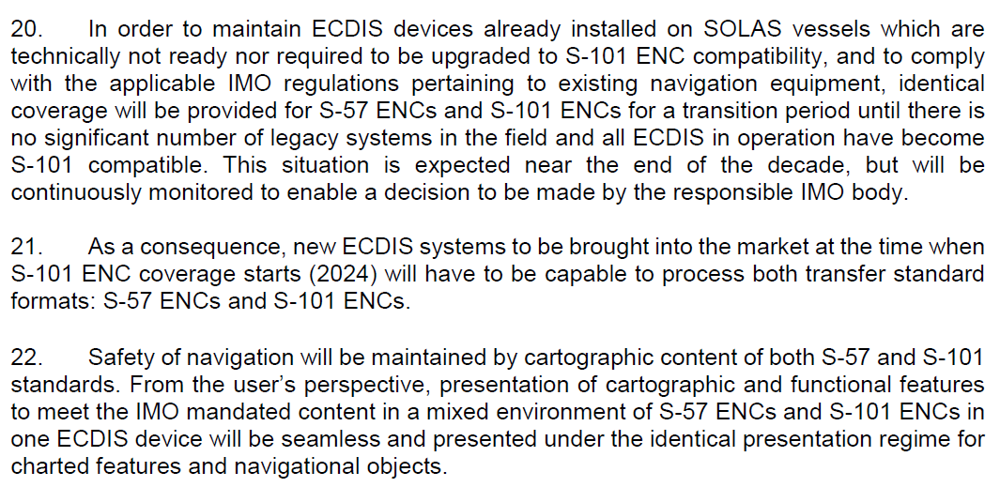 20. In order to maintain ECDIS devices already installed on SOLAS vessels which are
technically not ready nor required to be upgraded to S-101 ENC compatibility, and to comply
with the applicable IMO regulations pertaining to existing navigation equipment, identical
coverage will be provided for S-57 ENCs and S-101 ENCs for a transition period until there is
no significant number of legacy systems in the field and all ECDIS in operation have become
S-101 compatible. This situation is expected near the end of the decade, but will be
continuously monitored to enable a decision to be made by the responsible IMO body.
21. As a consequence, new ECDIS systems to be brought into the market at the time when
S-101 ENC coverage starts (2024) will have to be capable to process both transfer standard
formats: S-57 ENCs and S-101 ENCs.
22. Safety of navigation will be maintained by cartographic content of both S-57 and S-101
standards. From the user's perspective, presentation of cartographic and functional features
to meet the IMO mandated content in a mixed environment of S-57 ENCs and S-101 ENCs in
one ECDIS device will be seamless and presented under the identical presentation regime for
charted features and navigational objects.